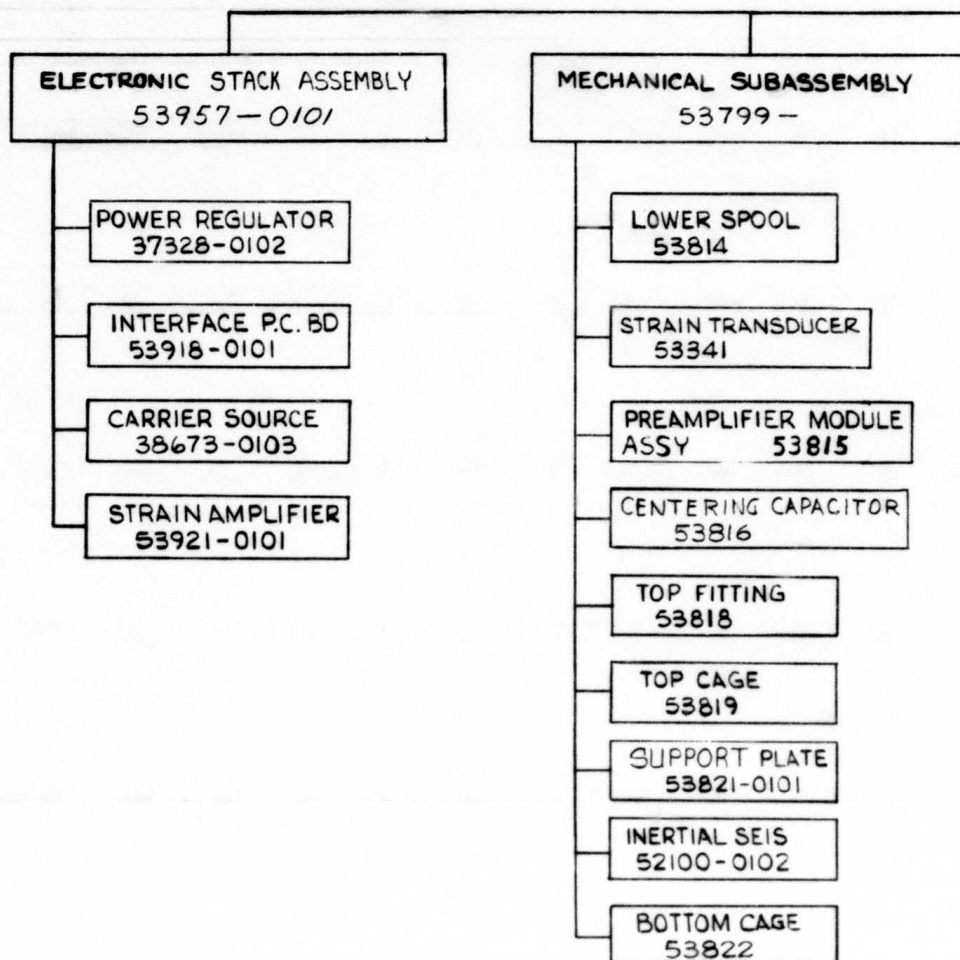 ELECTRONIC STACK ASSEMBLY
53957-0101
POWER REGULATOR
37328-0102
INTERFACE P.C. BD
53918-0101
CARRIER SOURCE
38673-0103
STRAIN AMPLIFIER
53921-0101
MECHANICAL SUBASSEMBLY
53799-
LOWER SPOOL
53814
STRAIN TRANSDUCER
53341
PREAMPLIFIER MODULE
ASSY 53815
CENTERING CAPACITOR
53816
TOP FITTING
53818
TOP CAGE
53819
SUPPORT PLATE
53821-0101
INERTIAL SEIS
52100-0102
BOTTOM CAGE
53822